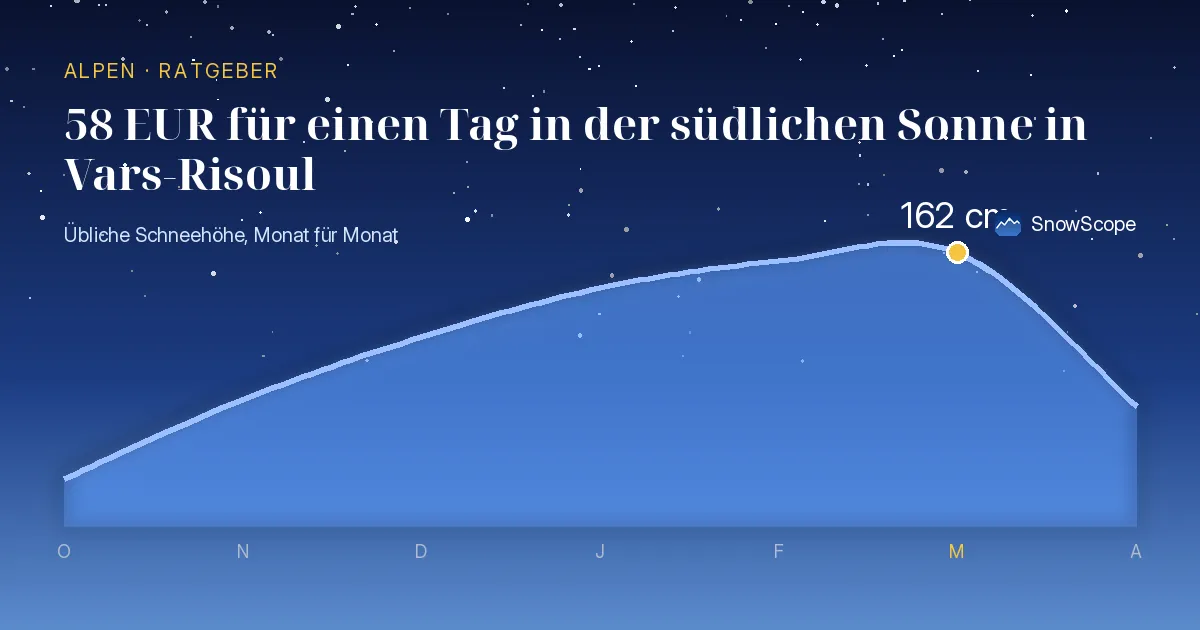 ALPEN · RATGEBER
58 EUR für einen Tag in der südlichen Sonne in
Vars-Risoul
Übliche Schneehöhe, Monat für Monat
162
SnowScope
O N D J F M A